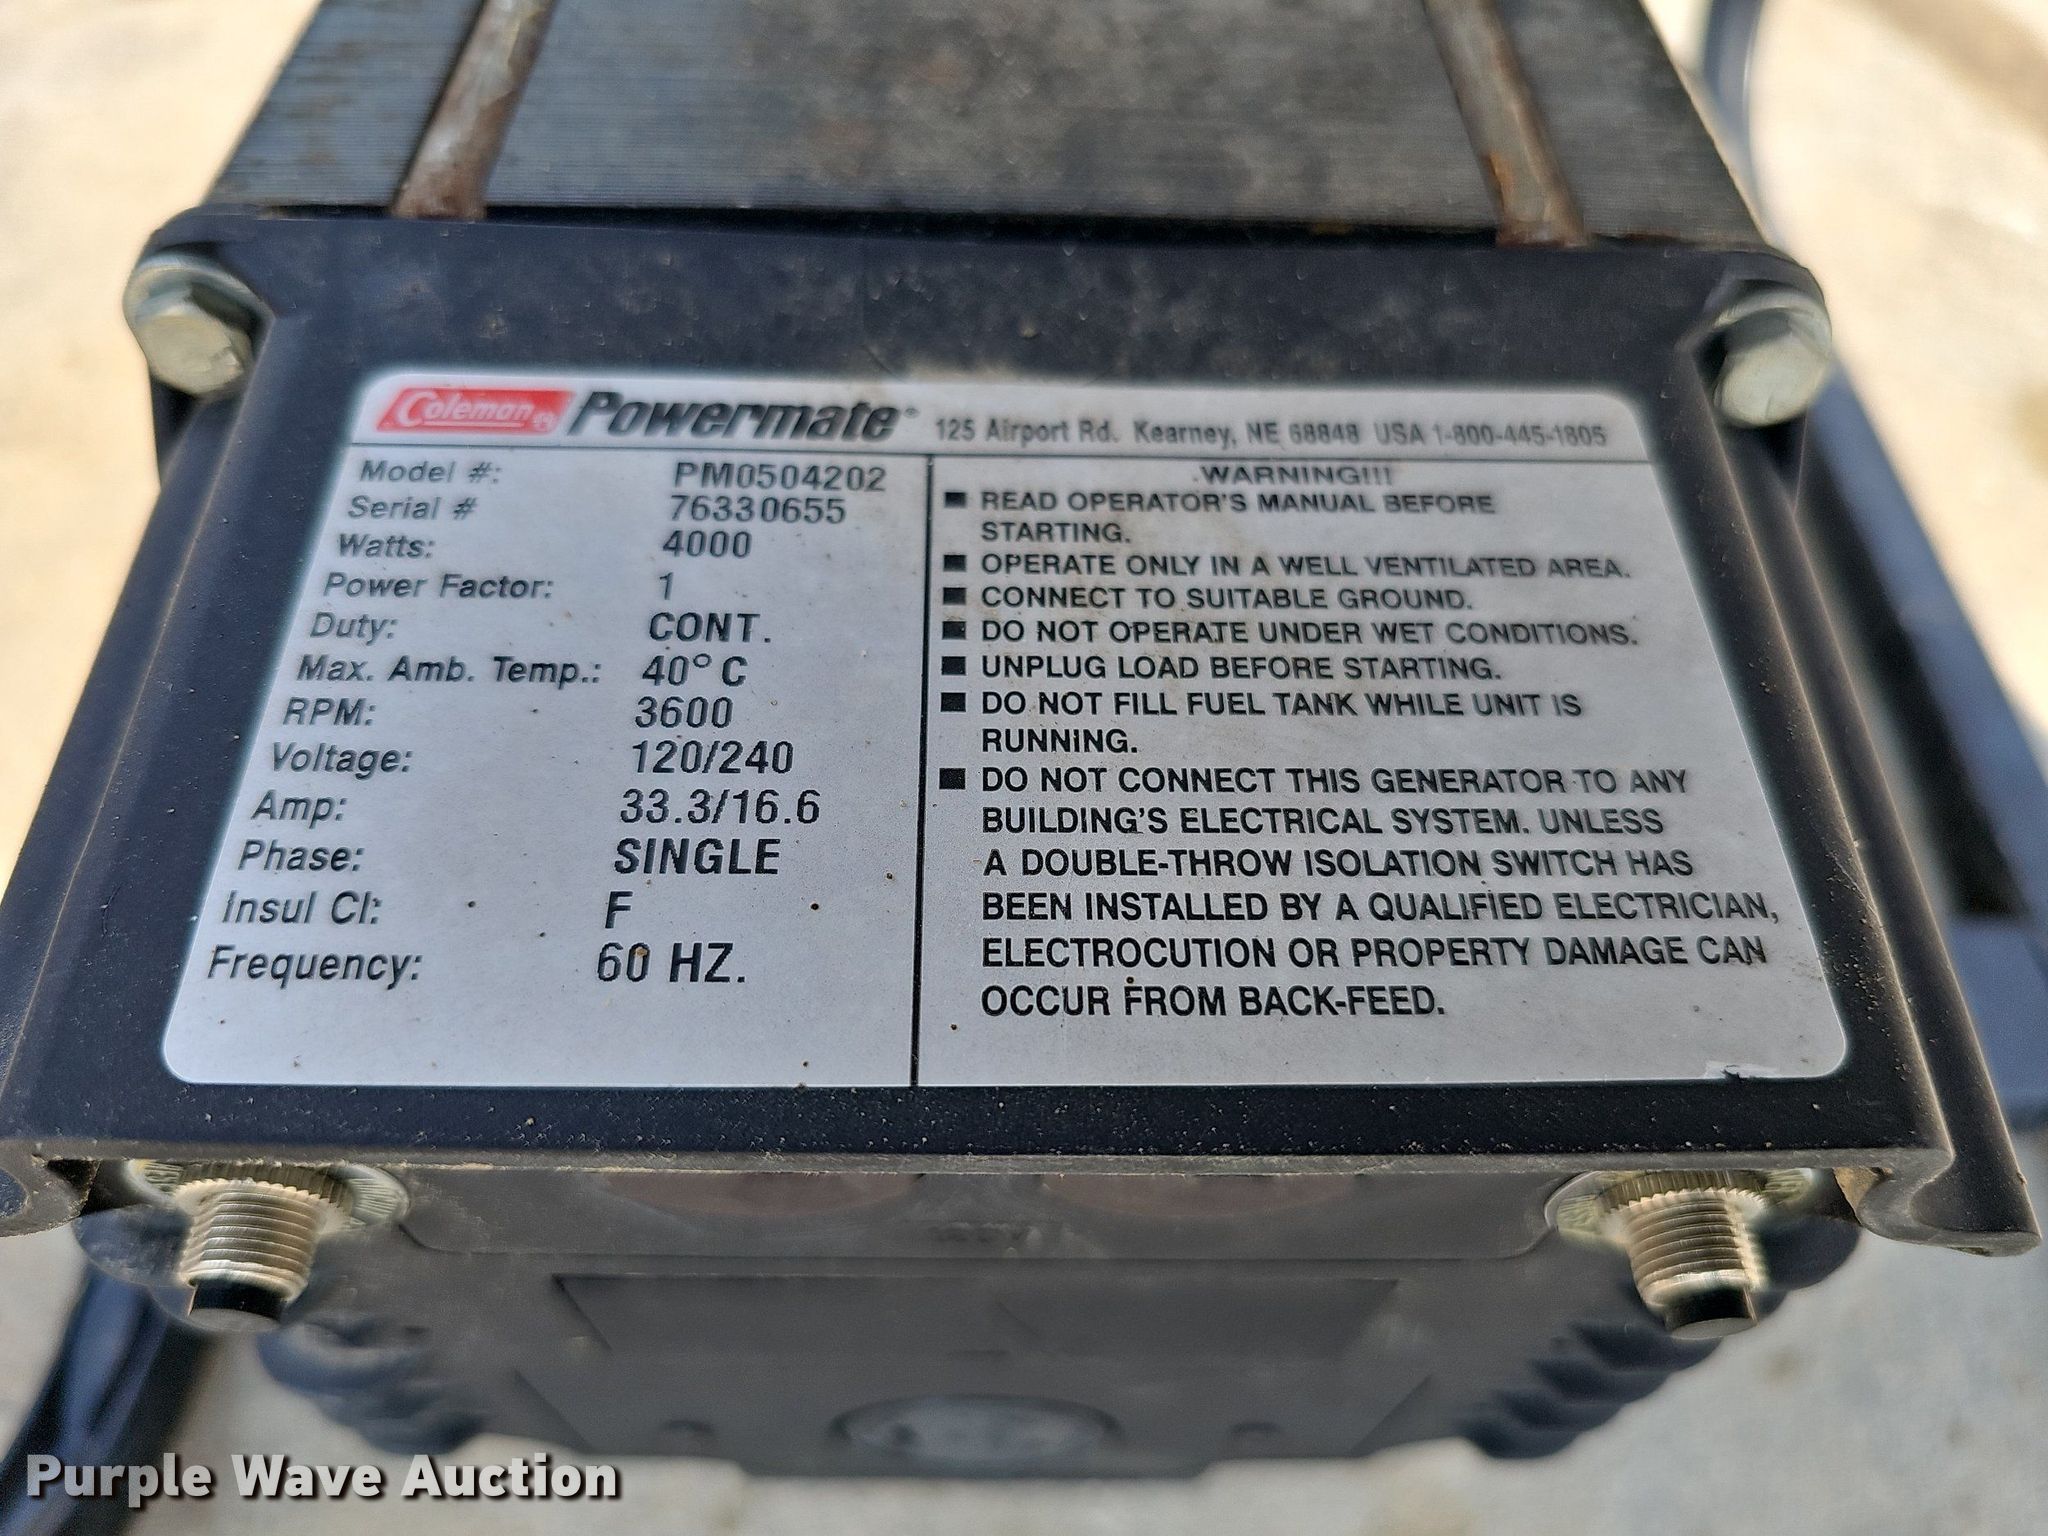 Coleman Powermate® 125 Airport Rd. Kearney, NE 68848 USA 1-800-445-1805
Model #: PM0504202
Serial # 76330655
Watts: 4000
Power Factor: 1
Duty: CONT.
Max. Amb. Temp.: 40° C
RPM: 3600
Voltage: 120/240
Amp: 33.3/16.6
Phase: SINGLE
Insul Cl: F
Frequency: 60 HZ.
WARNING!!!
■ READ OPERATOR'S MANUAL BEFORE
STARTING.
■ OPERATE ONLY IN A WELL VENTILATED AREA.
■ CONNECT TO SUITABLE GROUND.
■ DO NOT OPERATE UNDER WET CONDITIONS.
■ UNPLUG LOAD BEFORE STARTING.
■ DO NOT FILL FUEL TANK WHILE UNIT IS
RUNNING.
■ DO NOT CONNECT THIS GENERATOR TO ANY
BUILDING'S ELECTRICAL SYSTEM. UNLESS
A DOUBLE-THROW ISOLATION SWITCH HAS
BEEN INSTALLED BY A QUALIFIED ELECTRICIAN,
ELECTROCUTION OR PROPERTY DAMAGE CAN
OCCUR FROM BACK-FEED.
Purple Wave Auction